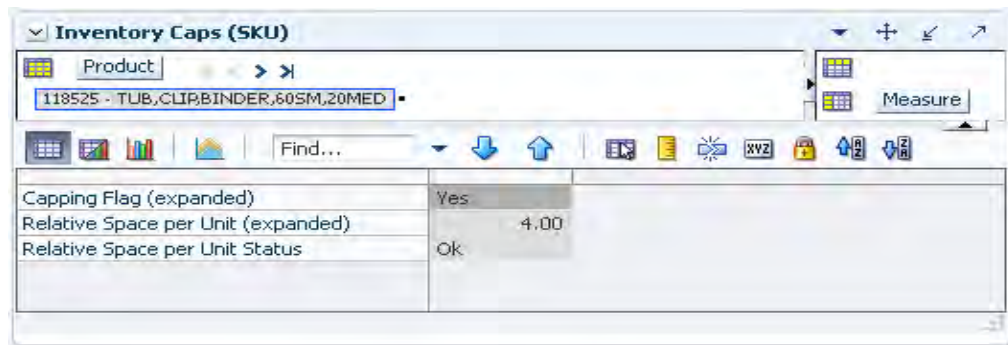 Inventory Caps (SKU)
Product
118525 - TUB,CLIP,BINDER,60SM,20MED
Measure
Find...
XYZ
Capping Flag (expanded) Yes
Relative Space per Unit (expanded) 4.00
Relative Space per Unit Status Ok